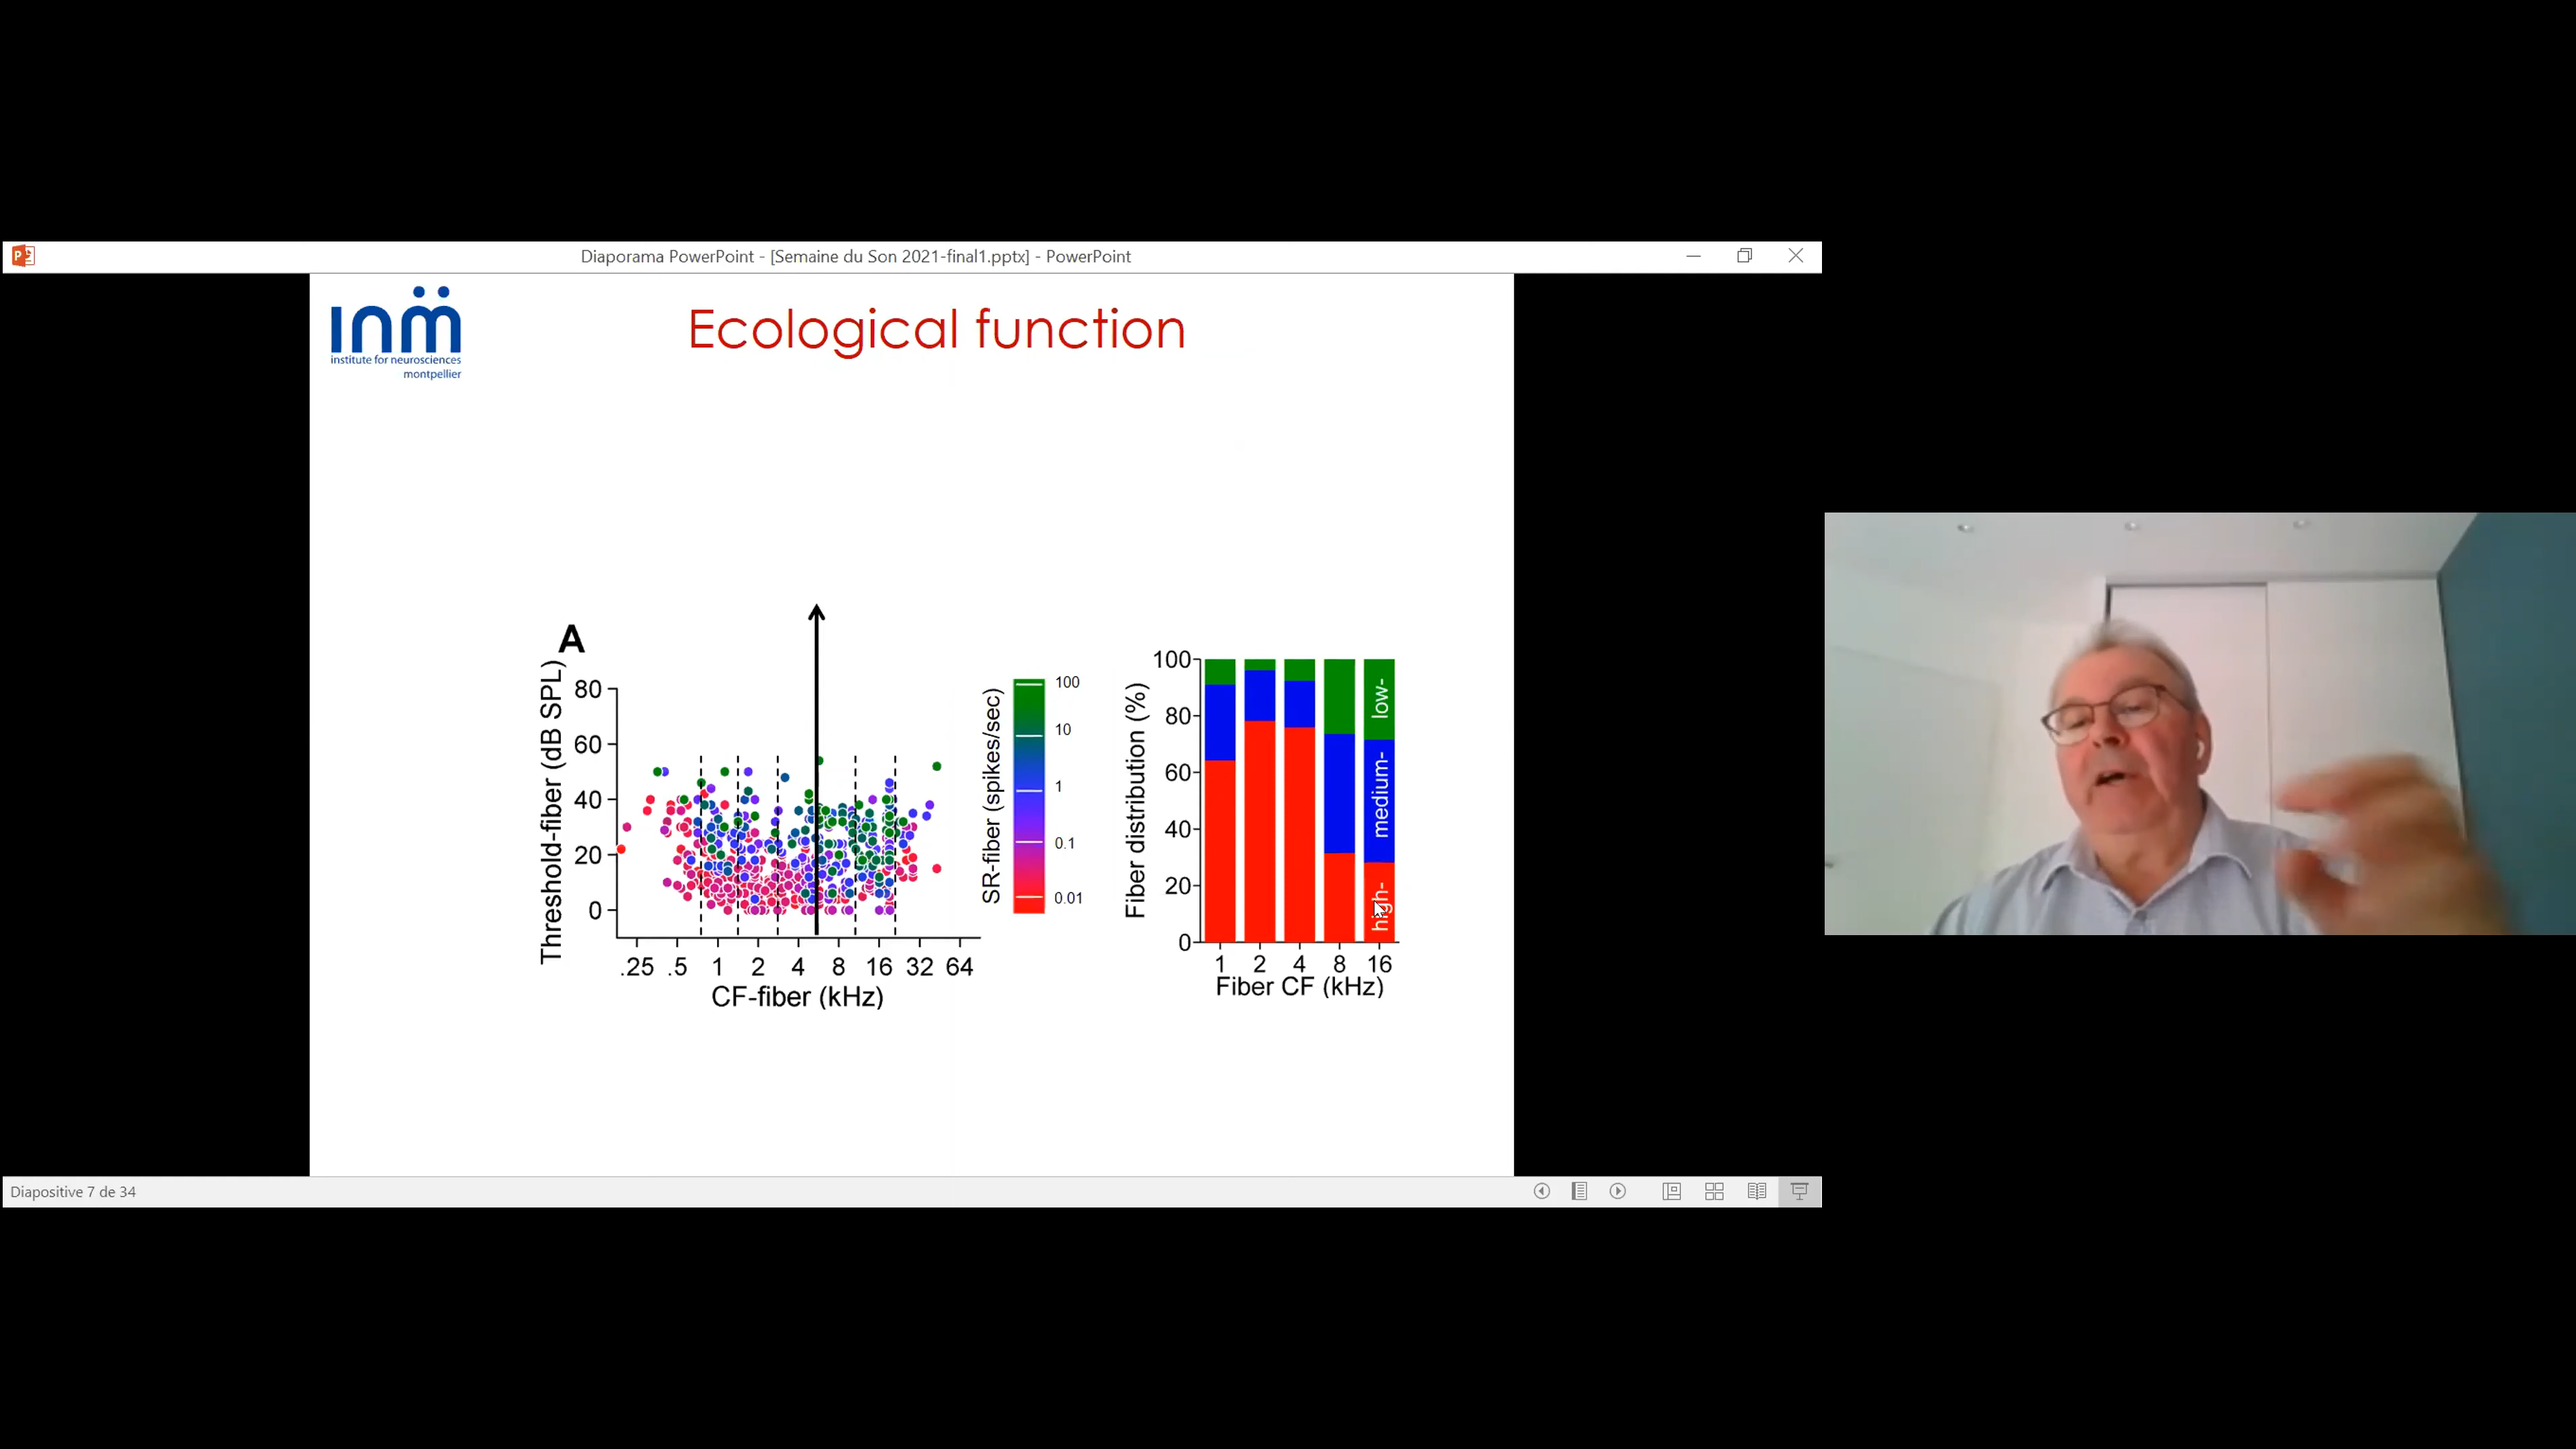 Diaporama PowerPoint - [Semaine du Son 2021-final1.pptx] - PowerPoint
inm
institute for neurosciences
montpellier
Ecological function
A
Threshold-fiber (dB SPL)
80
60
40
20
0
.25 .5 1 2 4 8 16 32 64
CF-fiber (kHz)
SR-fiber (spikes/sec)
100
10
1
0.1
0.01
Fiber distribution (%)
100
80
60
40
20
0
low-
medium-
high-
1 2 4 8 16
Fiber CF (kHz)
Diapositive 7 de 34